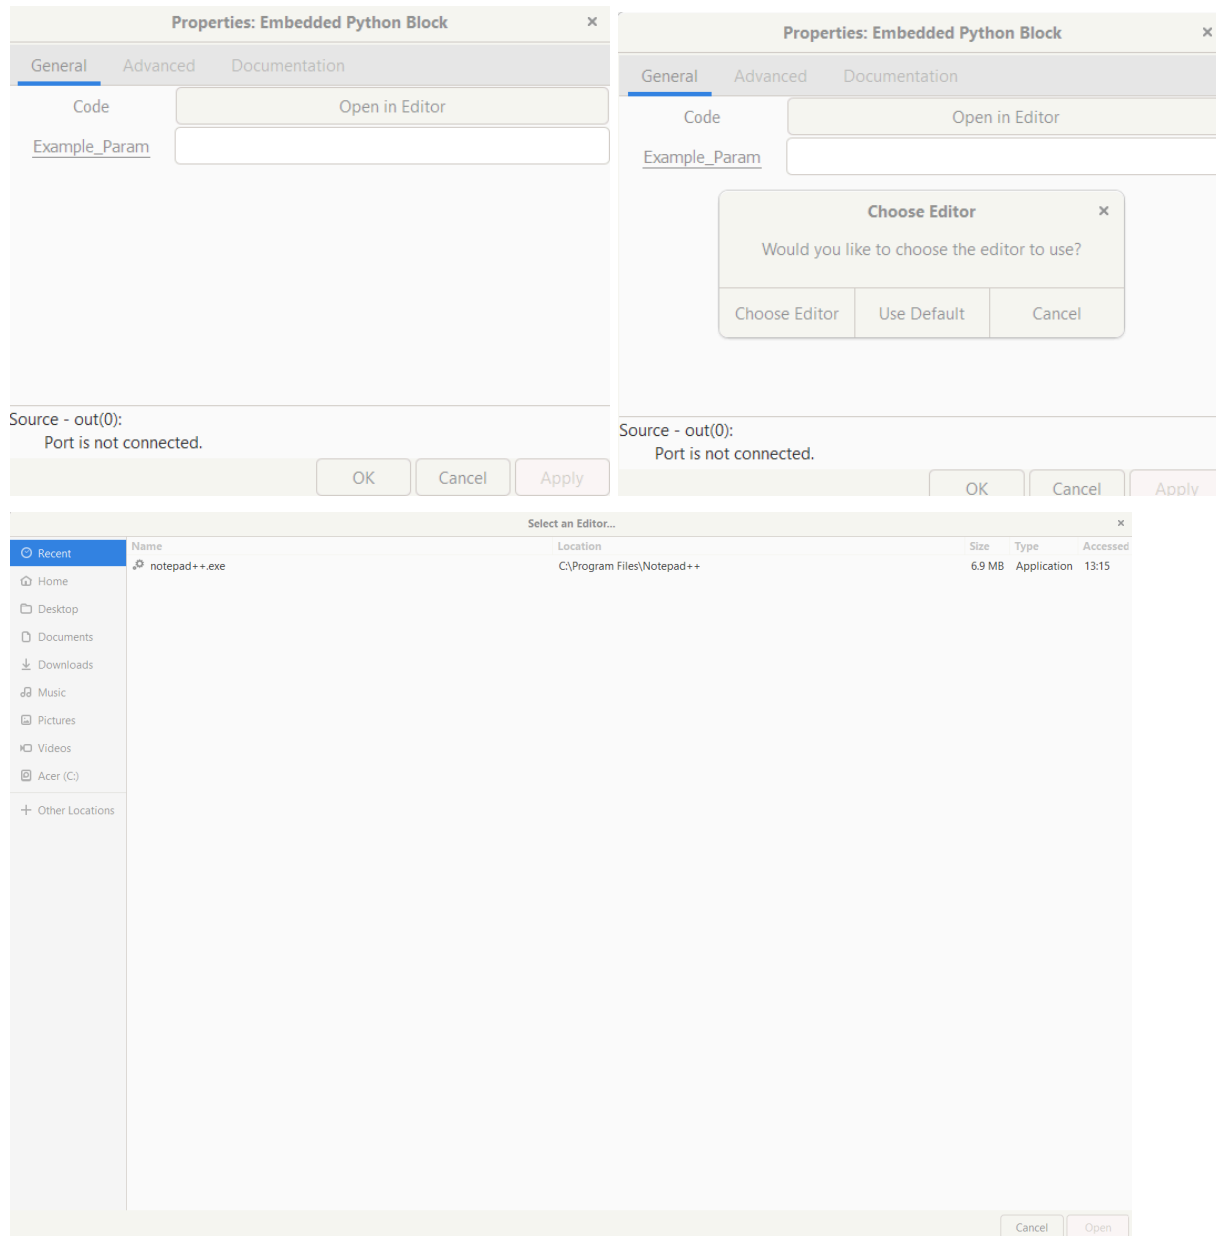 Properties: Embedded Python Block ×
General Advanced Documentation
Code Open in Editor
Example_Param
Source - out(0):
Port is not connected.
OK Cancel Apply
Properties: Embedded Python Block ×
General Advanced Documentation
Code Open in Editor
Example_Param
Choose Editor ×
Would you like to choose the editor to use?
Choose Editor Use Default Cancel
Source - out(0):
Port is not connected.
OK Cancel Apply
Select an Editor... ×
Recent
Home
Desktop
Documents
Downloads
Music
Pictures
Videos
Acer (C:)
Other Locations
Name Location Size Type Accessed
notepad++.exe C:\Program Files\Notepad++ 6.9 MB Application 13:15
Cancel Open